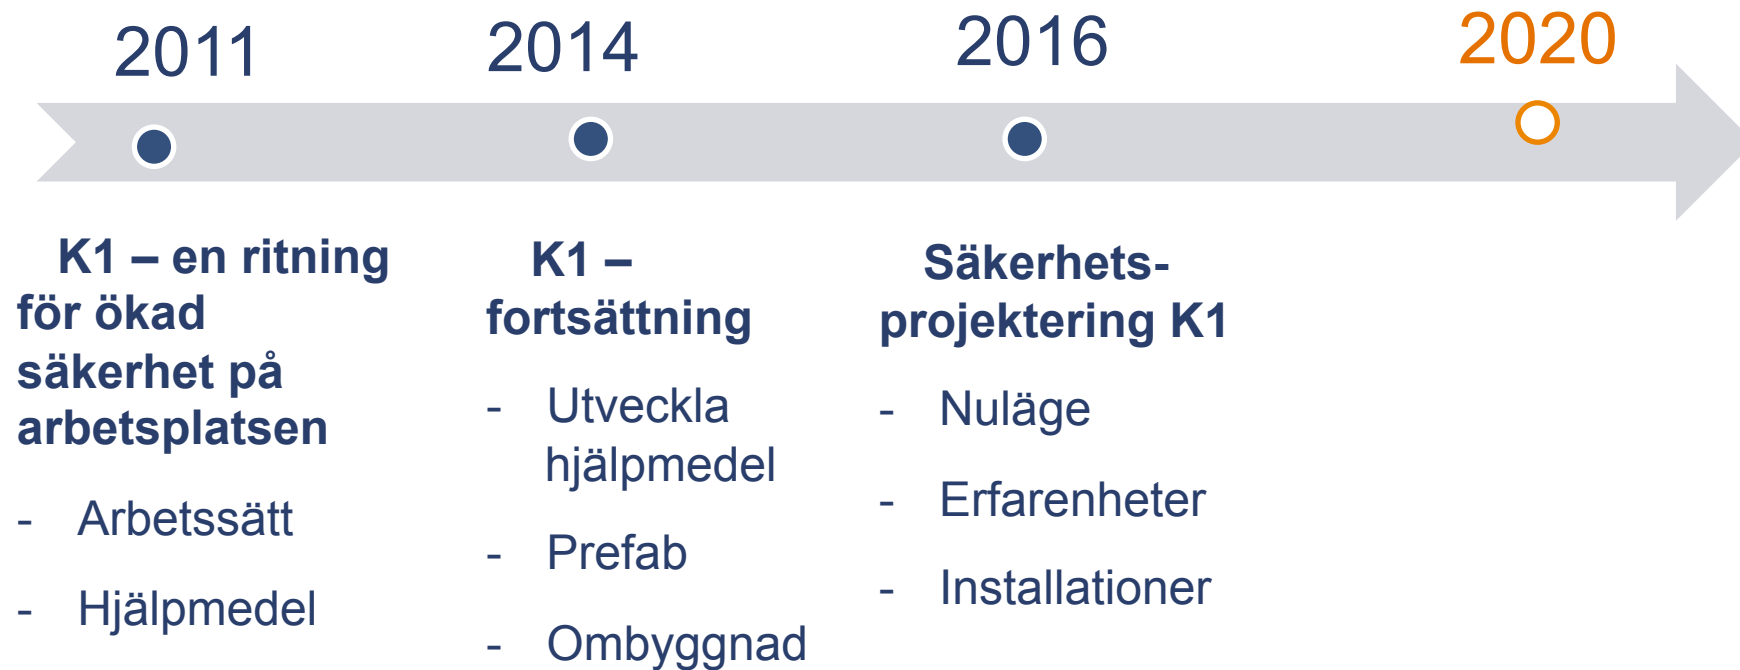 2011
2014
2016
2020
K1 – en ritning
för ökad
säkerhet på
arbetsplatsen
- Arbetssätt
- Hjälpmedel
K1 –
fortsättning
- Utveckla
hjälpmedel
- Prefab
- Ombyggnad
Säkerhets-
projektering K1
- Nuläge
- Erfarenheter
- Installationer